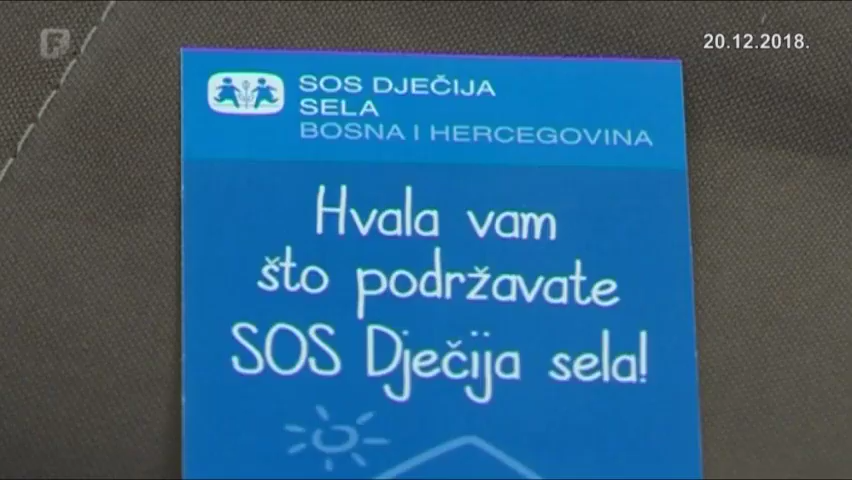 20.12.2018.
SOS DJEČIJA
SELA
BOSNA I HERCEGOVINA
Hvala vam
što podržavate
SOS Dječija sela!